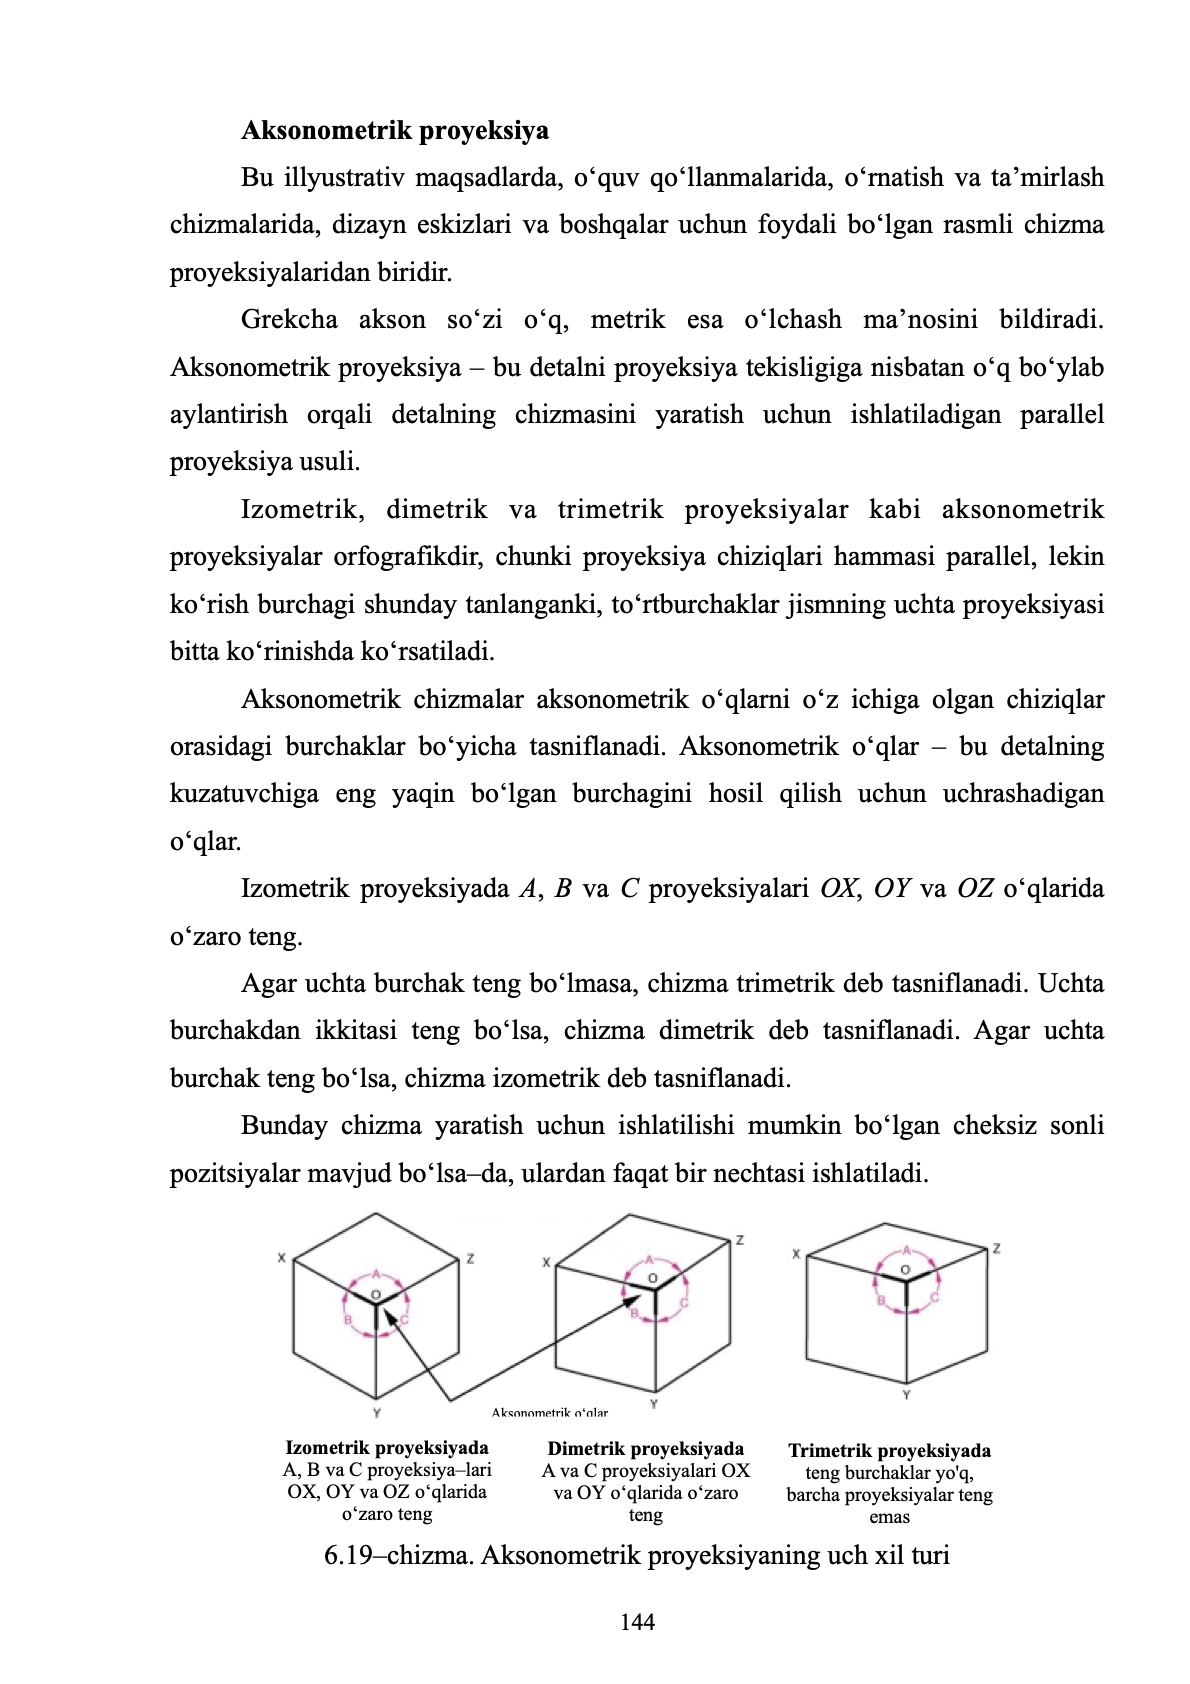 Aksonometrik proyeksiya
Bu illyustrativ maqsadlarda, o‘quv qo‘llanmalarida, o‘rnatish va ta’mirlash
chizmalarida, dizayn eskizlari va boshqalar uchun foydali bo‘lgan rasmli chizma
proyeksiyalaridan biridir.
Grekcha akson so‘zi o‘q, metrik esa o‘lchash ma’nosini bildiradi.
Aksonometrik proyeksiya – bu detalni proyeksiya tekisligiga nisbatan o‘q bo‘ylab
aylantirish orqali detalning chizmasini yaratish uchun ishlatiladigan parallel
proyeksiya usuli.
Izometrik, dimetrik va trimetrik proyeksiyalar kabi aksonometrik
proyeksiyalar orfografikdir, chunki proyeksiya chiziqlari hammasi parallel, lekin
ko‘rish burchagi shunday tanlanganki, to‘rtburchaklar jismning uchta proyeksiyasi
bitta ko‘rinishda ko‘rsatiladi.
Aksonometrik chizmalar aksonometrik o‘qlarni o‘z ichiga olgan chiziqlar
orasidagi burchaklar bo‘yicha tasniflanadi. Aksonometrik o‘qlar – bu detalning
kuzatuvchiga eng yaqin bo‘lgan burchagini hosil qilish uchun uchrashadigan
o‘qlar.
Izometrik proyeksiyada A, B va C proyeksiyalari OX, OY va OZ o‘qlarida
o‘zaro teng.
Agar uchta burchak teng bo‘lmasa, chizma trimetrik deb tasniflanadi. Uchta
burchakdan ikkitasi teng bo‘lsa, chizma dimetrik deb tasniflanadi. Agar uchta
burchak teng bo‘lsa, chizma izometrik deb tasniflanadi.
Bunday chizma yaratish uchun ishlatilishi mumkin bo‘lgan cheksiz sonli
pozitsiyalar mavjud bo‘lsa–da, ulardan faqat bir nechtasi ishlatiladi.
X Z A O B C Y
X Z A O B C Y
X Z A O B C Y
Aksonometrik o‘qlar
Izometrik proyeksiyada
A, B va C proyeksiya–lari
OX, OY va OZ o‘qlarida
o‘zaro teng
Dimetrik proyeksiyada
A va C proyeksiyalari OX
va OY o‘qlarida o‘zaro
teng
Trimetrik proyeksiyada
teng burchaklar yo'q,
barcha proyeksiyalar teng
emas
6.19–chizma. Aksonometrik proyeksiyaning uch xil turi
144